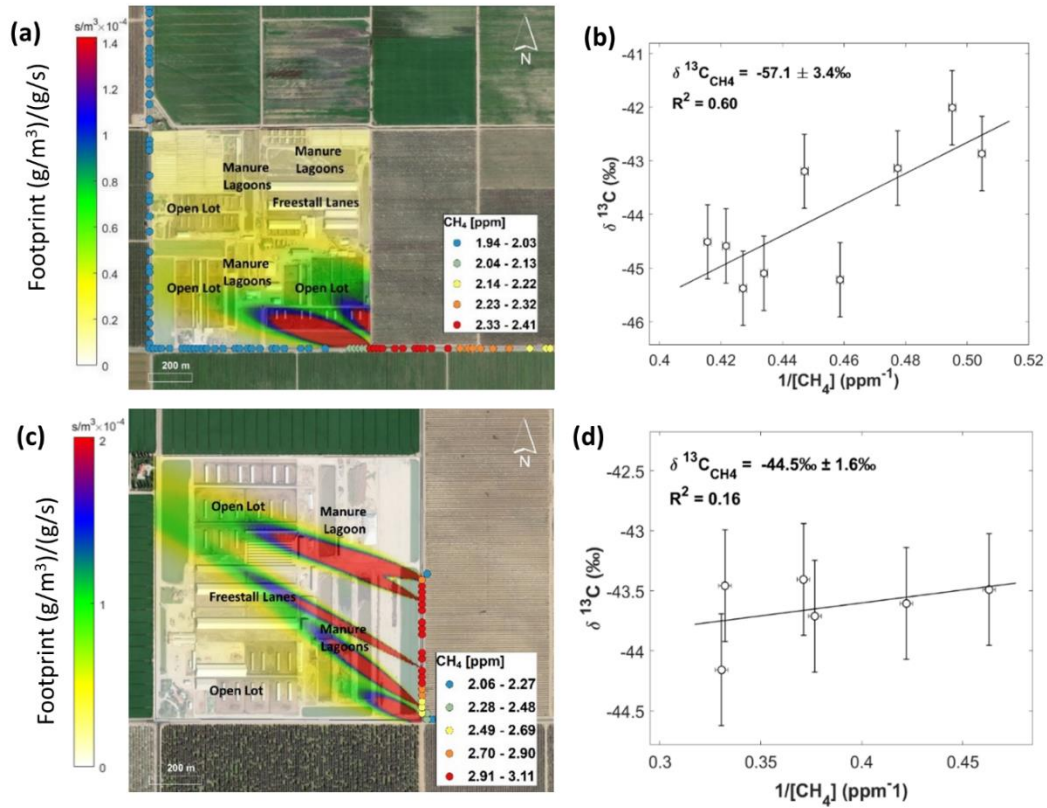 (a)
s/m³×10⁻⁴
1.4
1.2
1
0.8
0.6
0.4
0.2
0
Footprint (g/m³)/(g/s)
N
Manure
Lagoons
Manure
Lagoons
Open Lot
Freestall Lanes
Manure
Lagoons
Open Lot
Open Lot
CH₄ [ppm]
1.94 - 2.03
2.04 - 2.13
2.14 - 2.22
2.23 - 2.32
2.33 - 2.41
200 m
(b)
δ ¹³C_CH4 = -57.1 ± 3.4‰
R² = 0.60
-41
-42
-43
-44
-45
-46
δ ¹³C (‰)
0.4 0.42 0.44 0.46 0.48 0.50 0.52
1/[CH₄] (ppm⁻¹)
(c)
s/m³×10⁻⁴
2
1.5
1
0.5
0
Footprint (g/m³)/(g/s)
N
Open Lot
Manure
Lagoon
Freestall Lanes
Manure
Lagoons
Open Lot
CH₄ [ppm]
2.06 - 2.27
2.28 - 2.48
2.49 - 2.69
2.70 - 2.90
2.91 - 3.11
200 m
(d)
δ ¹³C_CH4 = -44.5‰ ± 1.6‰
R² = 0.16
-42.5
-43
-43.5
-44
-44.5
δ ¹³C (‰)
0.3 0.35 0.4 0.45
1/[CH₄] (ppm⁻¹)